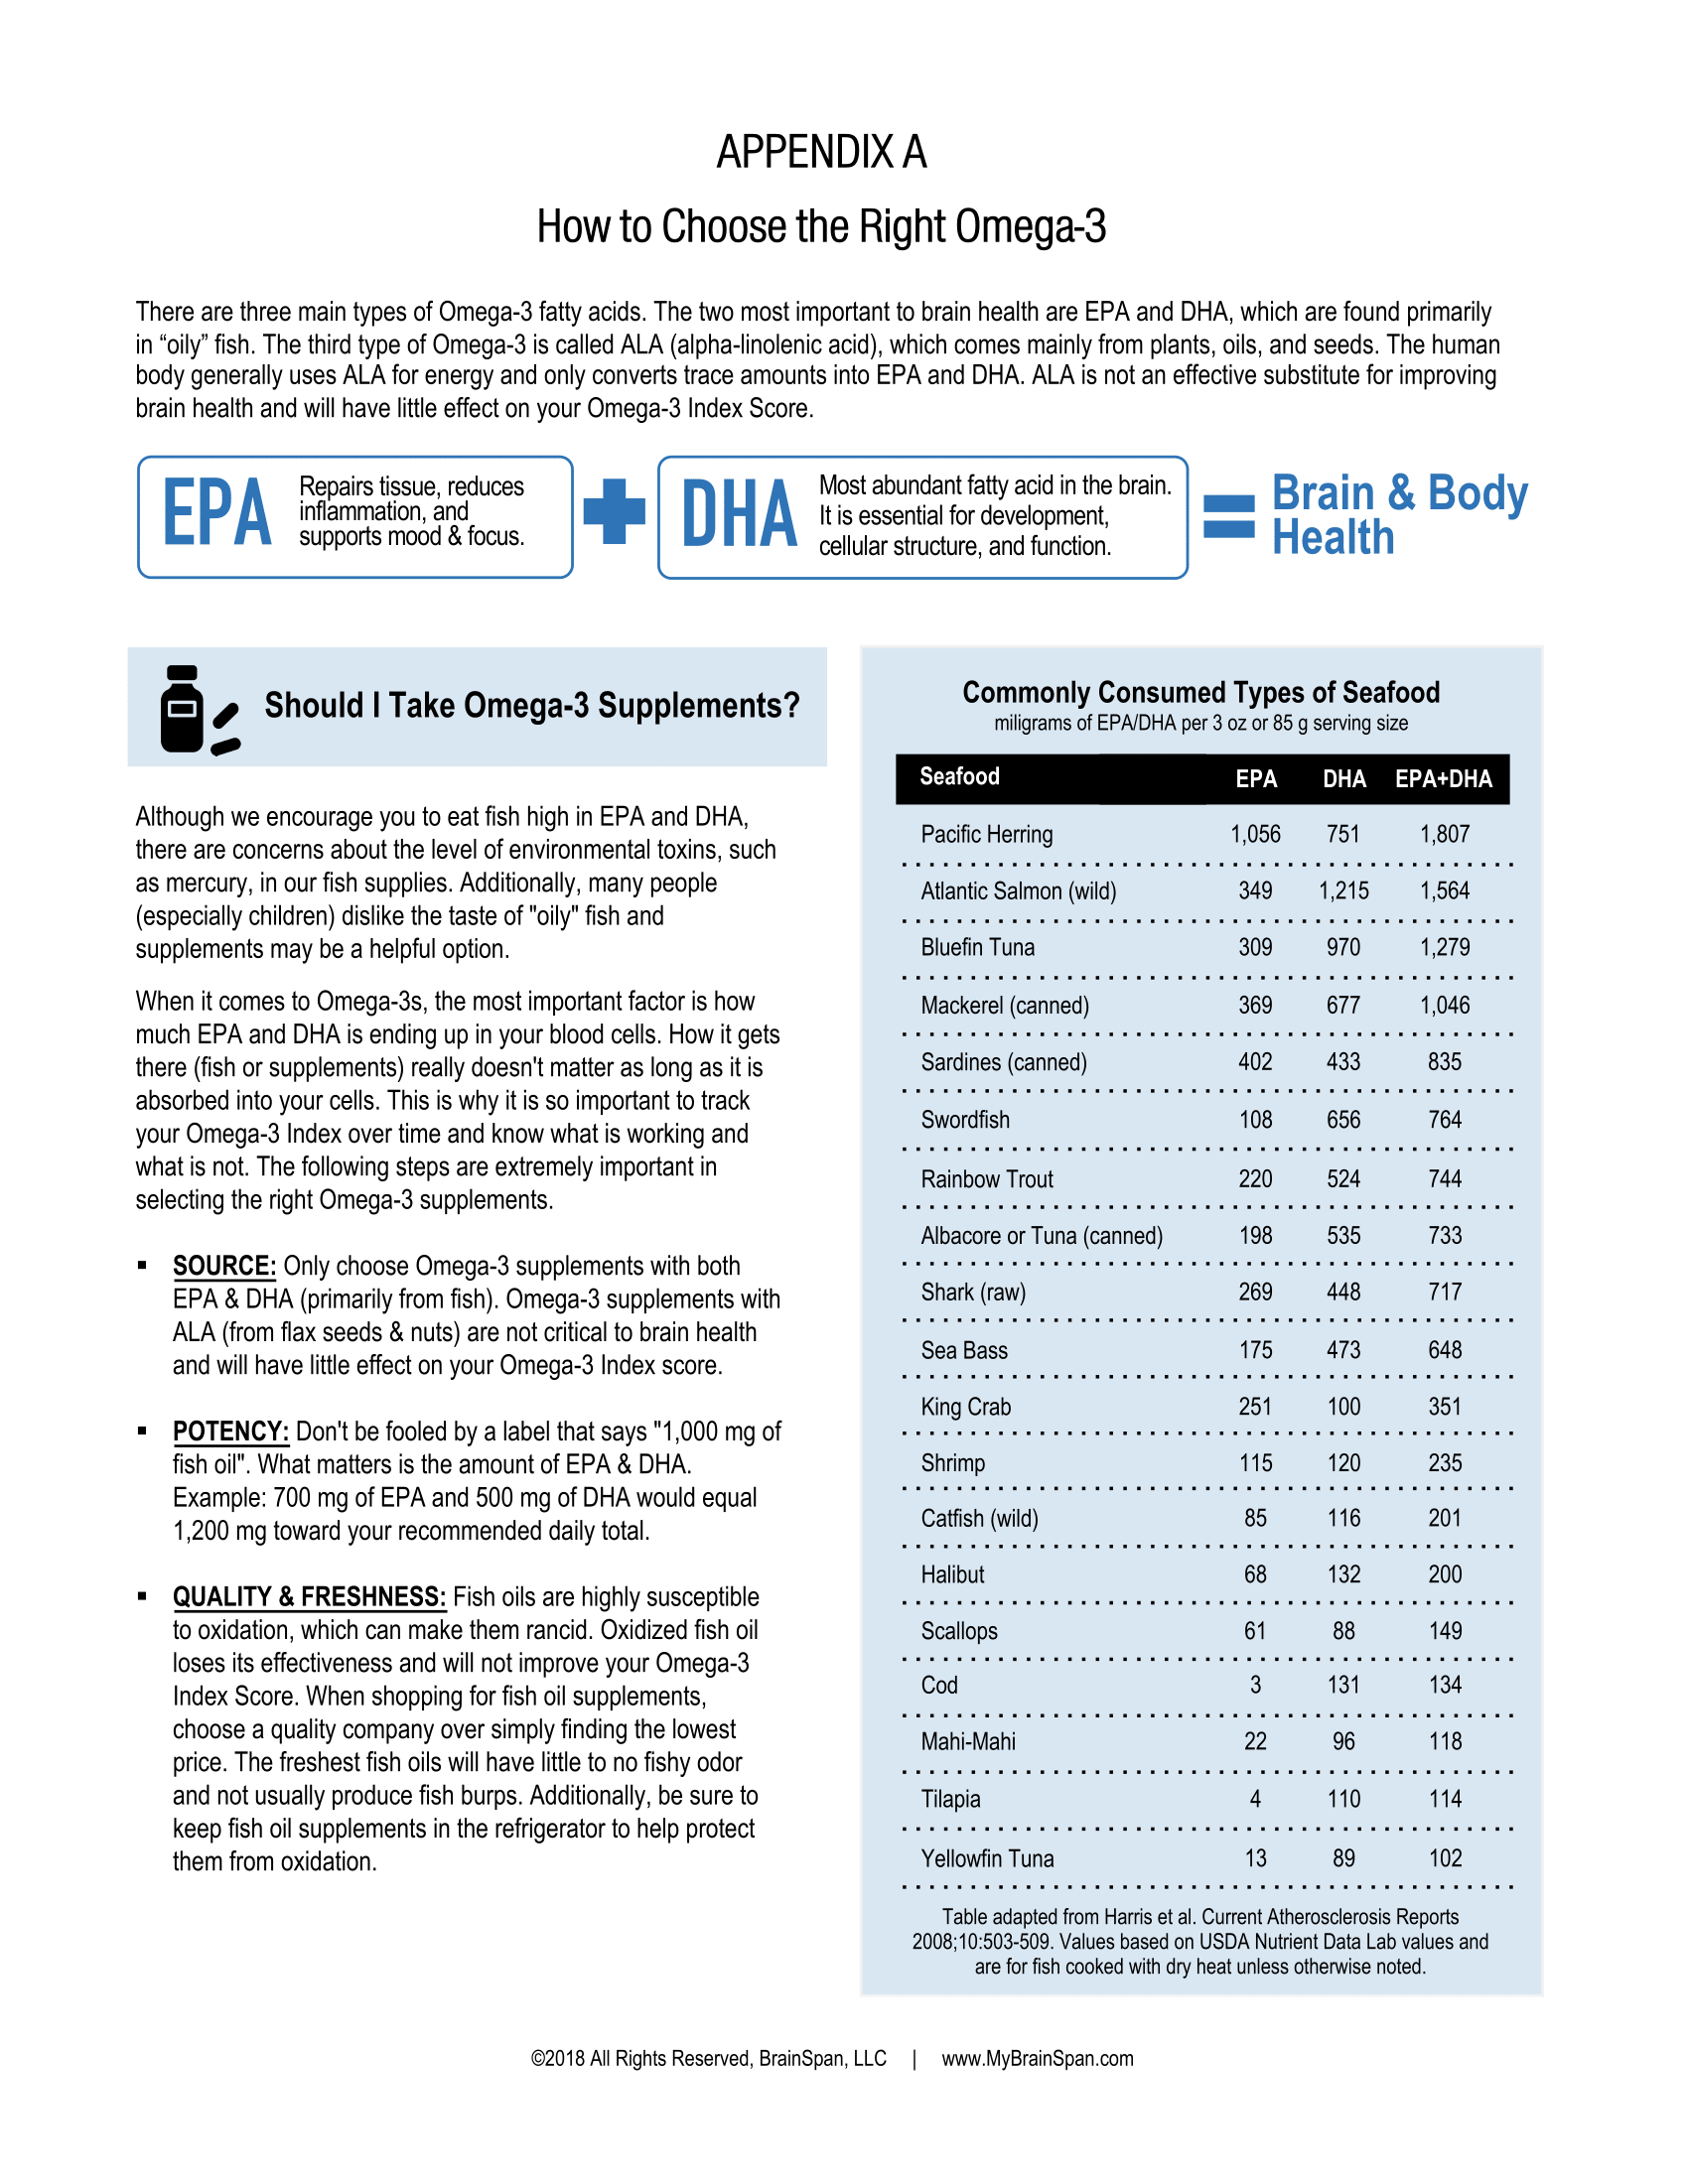 APPENDIX A
How to Choose the Right Omega-3
There are three main types of Omega-3 fatty acids. The two most important to brain health are EPA and DHA, which are found primarily
in “oily” fish. The third type of Omega-3 is called ALA (alpha-linolenic acid), which comes mainly from plants, oils, and seeds. The human
body generally uses ALA for energy and only converts trace amounts into EPA and DHA. ALA is not an effective substitute for improving
brain health and will have little effect on your Omega-3 Index Score.
EPA
Repairs tissue, reduces
inflammation, and
supports mood & focus.
DHA
Most abundant fatty acid in the brain.
It is essential for development,
cellular structure, and function.
=
Brain & Body
Health
Should I Take Omega-3 Supplements?
Although we encourage you to eat fish high in EPA and DHA,
there are concerns about the level of environmental toxins, such
as mercury, in our fish supplies. Additionally, many people
(especially children) dislike the taste of "oily" fish and
supplements may be a helpful option.
When it comes to Omega-3s, the most important factor is how
much EPA and DHA is ending up in your blood cells. How it gets
there (fish or supplements) really doesn't matter as long as it is
absorbed into your cells. This is why it is so important to track
your Omega-3 Index over time and know what is working and
what is not. The following steps are extremely important in
selecting the right Omega-3 supplements.
▪ SOURCE: Only choose Omega-3 supplements with both
EPA & DHA (primarily from fish). Omega-3 supplements with
ALA (from flax seeds & nuts) are not critical to brain health
and will have little effect on your Omega-3 Index score.
▪ POTENCY: Don't be fooled by a label that says "1,000 mg of
fish oil". What matters is the amount of EPA & DHA.
Example: 700 mg of EPA and 500 mg of DHA would equal
1,200 mg toward your recommended daily total.
▪ QUALITY & FRESHNESS: Fish oils are highly susceptible
to oxidation, which can make them rancid. Oxidized fish oil
loses its effectiveness and will not improve your Omega-3
Index Score. When shopping for fish oil supplements,
choose a quality company over simply finding the lowest
price. The freshest fish oils will have little to no fishy odor
and not usually produce fish burps. Additionally, be sure to
keep fish oil supplements in the refrigerator to help protect
them from oxidation.
Commonly Consumed Types of Seafood
miligrams of EPA/DHA per 3 oz or 85 g serving size
Seafood EPA DHA EPA+DHA
Pacific Herring 1,056 751 1,807
Atlantic Salmon (wild) 349 1,215 1,564
Bluefin Tuna 309 970 1,279
Mackerel (canned) 369 677 1,046
Sardines (canned) 402 433 835
Swordfish 108 656 764
Rainbow Trout 220 524 744
Albacore or Tuna (canned) 198 535 733
Shark (raw) 269 448 717
Sea Bass 175 473 648
King Crab 251 100 351
Shrimp 115 120 235
Catfish (wild) 85 116 201
Halibut 68 132 200
Scallops 61 88 149
Cod 3 131 134
Mahi-Mahi 22 96 118
Tilapia 4 110 114
Yellowfin Tuna 13 89 102
Table adapted from Harris et al. Current Atherosclerosis Reports
2008;10:503-509. Values based on USDA Nutrient Data Lab values and
are for fish cooked with dry heat unless otherwise noted.
©2018 All Rights Reserved, BrainSpan, LLC | www.MyBrainSpan.com